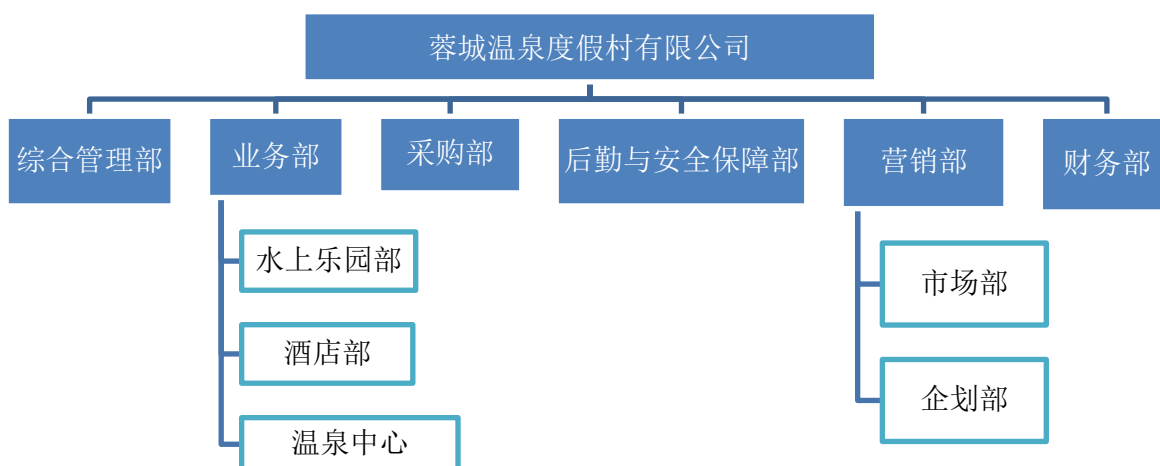 蓉城温泉度假村有限公司
综合管理部
业务部
采购部
后勤与安全保障部
营销部
财务部
水上乐园部
酒店部
温泉中心
市场部
企划部